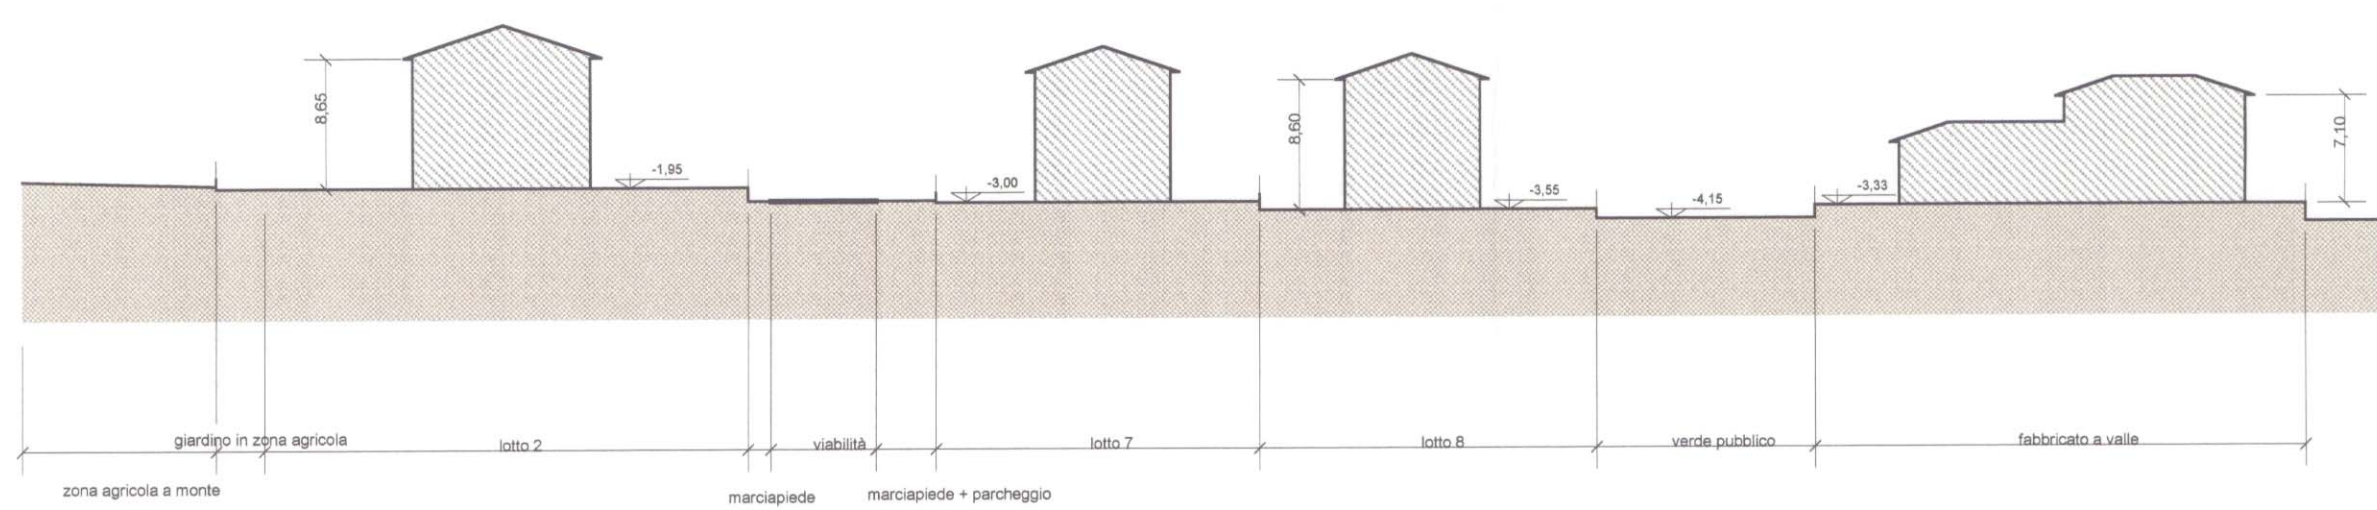 8,65
-1,95
-3,00
8,60
-3,55
-4,15
-3,33
7,10
giardino in zona agricola
lotto 2
viabilità
lotto 7
lotto 8
verde pubblico
fabbricato a valle
zona agricola a monte
marciapiede
marciapiede + parcheggio